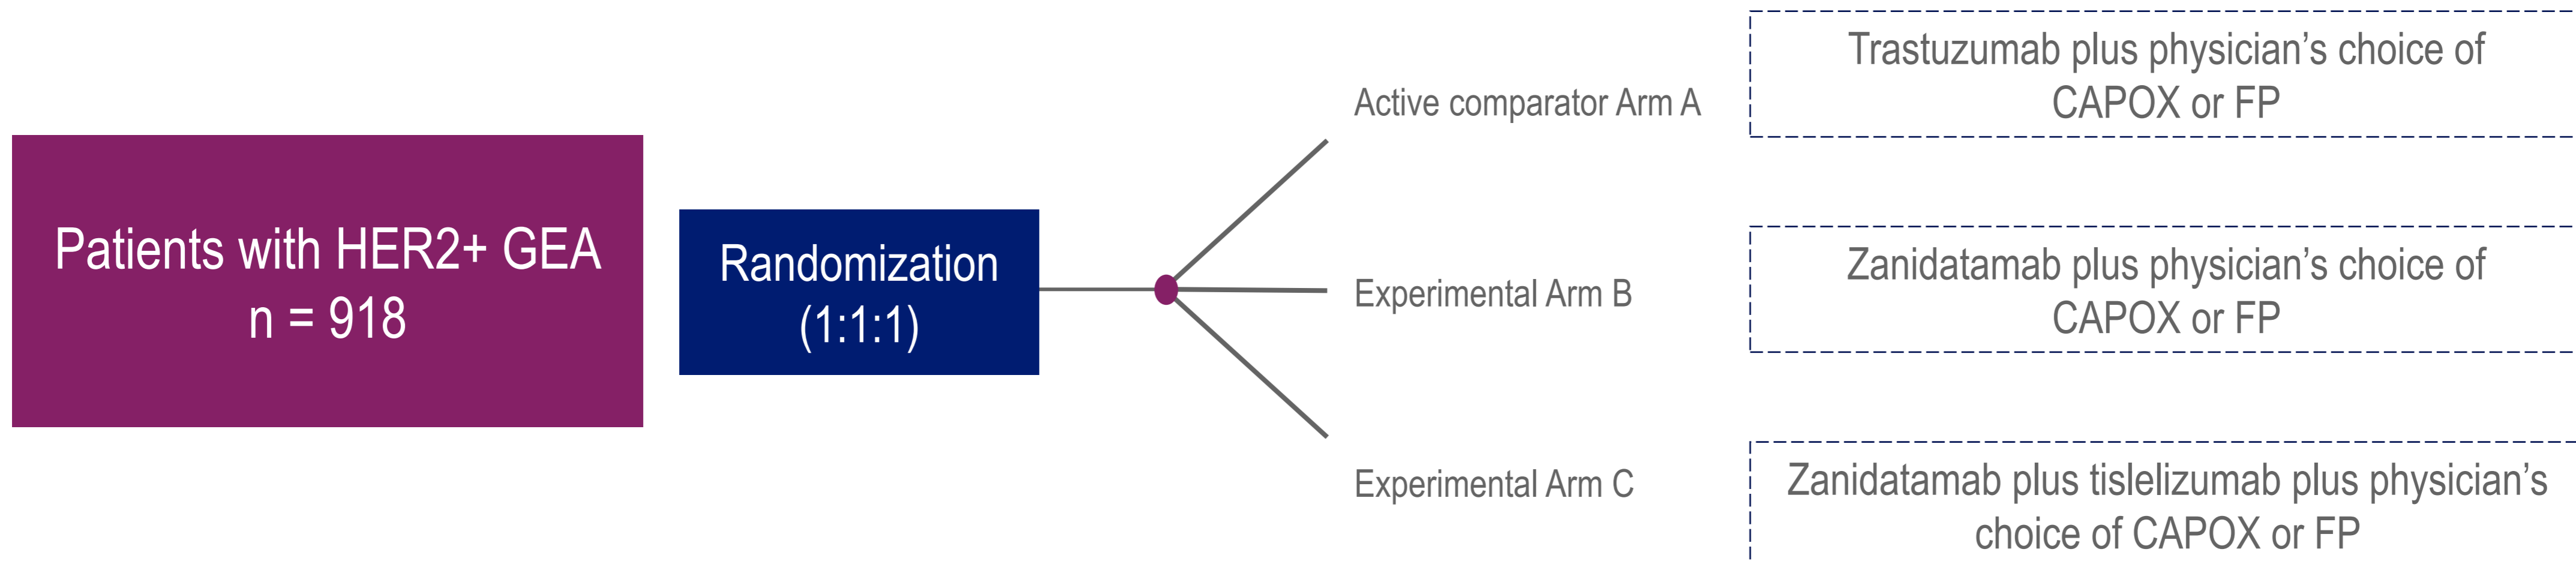 Patients with HER2+ GEA
n = 918
Randomization
(1:1:1)
Active comparator Arm A
Trastuzumab plus physician’s choice of
CAPOX or FP
Experimental Arm B
Zanidatamab plus physician’s choice of
CAPOX or FP
Experimental Arm C
Zanidatamab plus tislelizumab plus physician’s
choice of CAPOX or FP